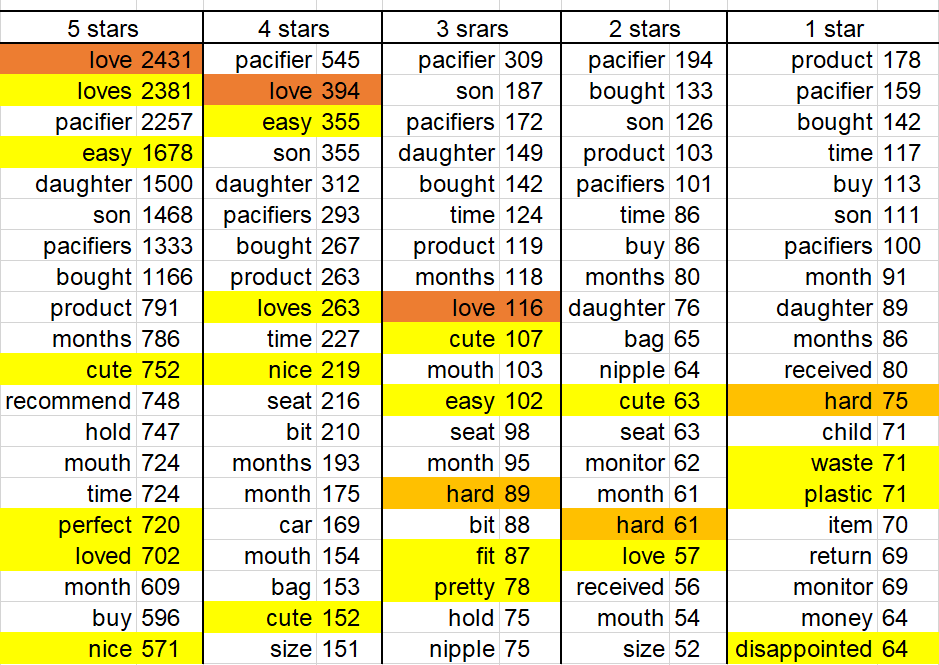 5 stars 4 stars 3 srars 2 stars 1 star
love 2431 pacifier 545 pacifier 309 pacifier 194 product 178
loves 2381 love 394 son 187 bought 133 pacifier 159
pacifier 2257 easy 355 pacifiers 172 son 126 bought 142
easy 1678 son 355 daughter 149 product 103 time 117
daughter 1500 daughter 312 bought 142 pacifiers 101 buy 113
son 1468 pacifiers 293 time 124 time 86 son 111
pacifiers 1333 bought 267 product 119 buy 86 pacifiers 100
bought 1166 product 263 months 118 months 80 month 91
product 791 loves 263 love 116 daughter 76 daughter 89
months 786 time 227 cute 107 bag 65 months 86
cute 752 nice 219 mouth 103 nipple 64 received 80
recommend 748 seat 216 easy 102 cute 63 hard 75
hold 747 bit 210 seat 98 seat 63 child 71
mouth 724 months 193 month 95 monitor 62 waste 71
time 724 month 175 hard 89 month 61 plastic 71
perfect 720 car 169 bit 88 hard 61 item 70
loved 702 mouth 154 fit 87 love 57 return 69
month 609 bag 153 pretty 78 received 56 monitor 69
buy 596 cute 152 hold 75 mouth 54 money 64
nice 571 size 151 nipple 75 size 52 disappointed 64